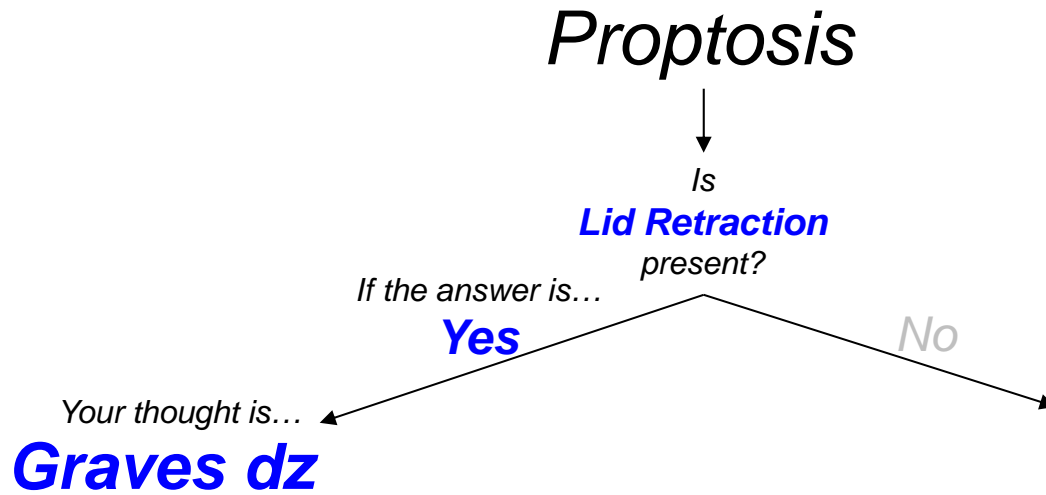 Proptosis
Is
Lid Retraction
present?
If the answer is…
Yes
No
Your thought is…
Graves dz